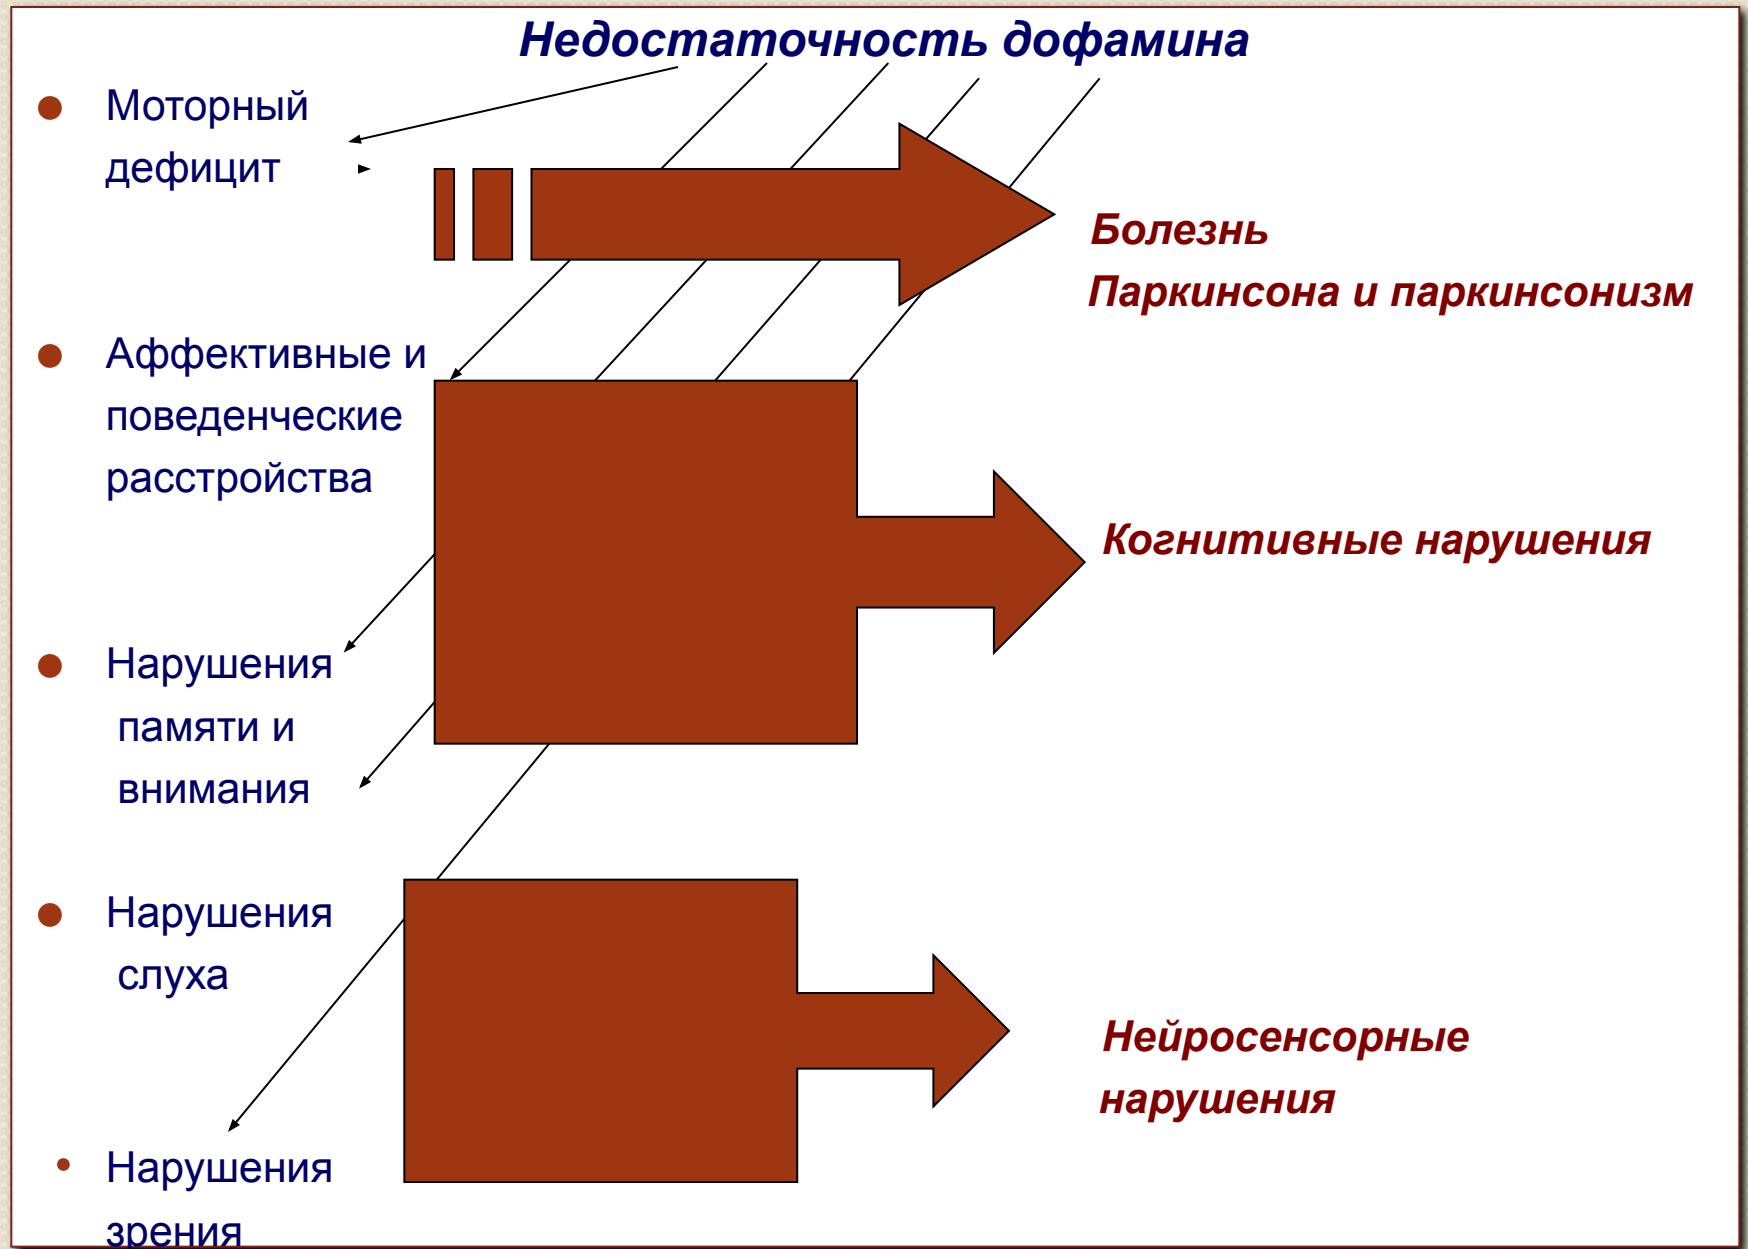 Недостаточность дофамина
Моторный
дефицит
Болезнь
Паркинсона и паркинсонизм
Аффективные и
поведенческие
расстройства
Когнитивные нарушения
Нарушения
памяти и
внимания
Нарушения
слуха
Нейросенсорные
нарушения
Нарушения
зрения